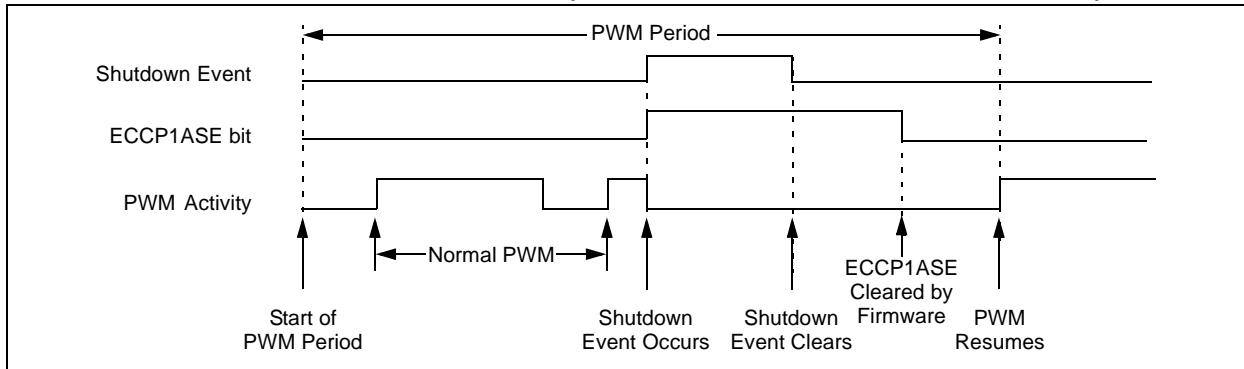 PWM Period
Shutdown Event
ECCP1ASE bit
PWM Activity
Normal PWM
Start of
PWM Period
Shutdown
Event Occurs
Shutdown
Event Clears
ECCP1ASE
Cleared by
Firmware
PWM
Resumes